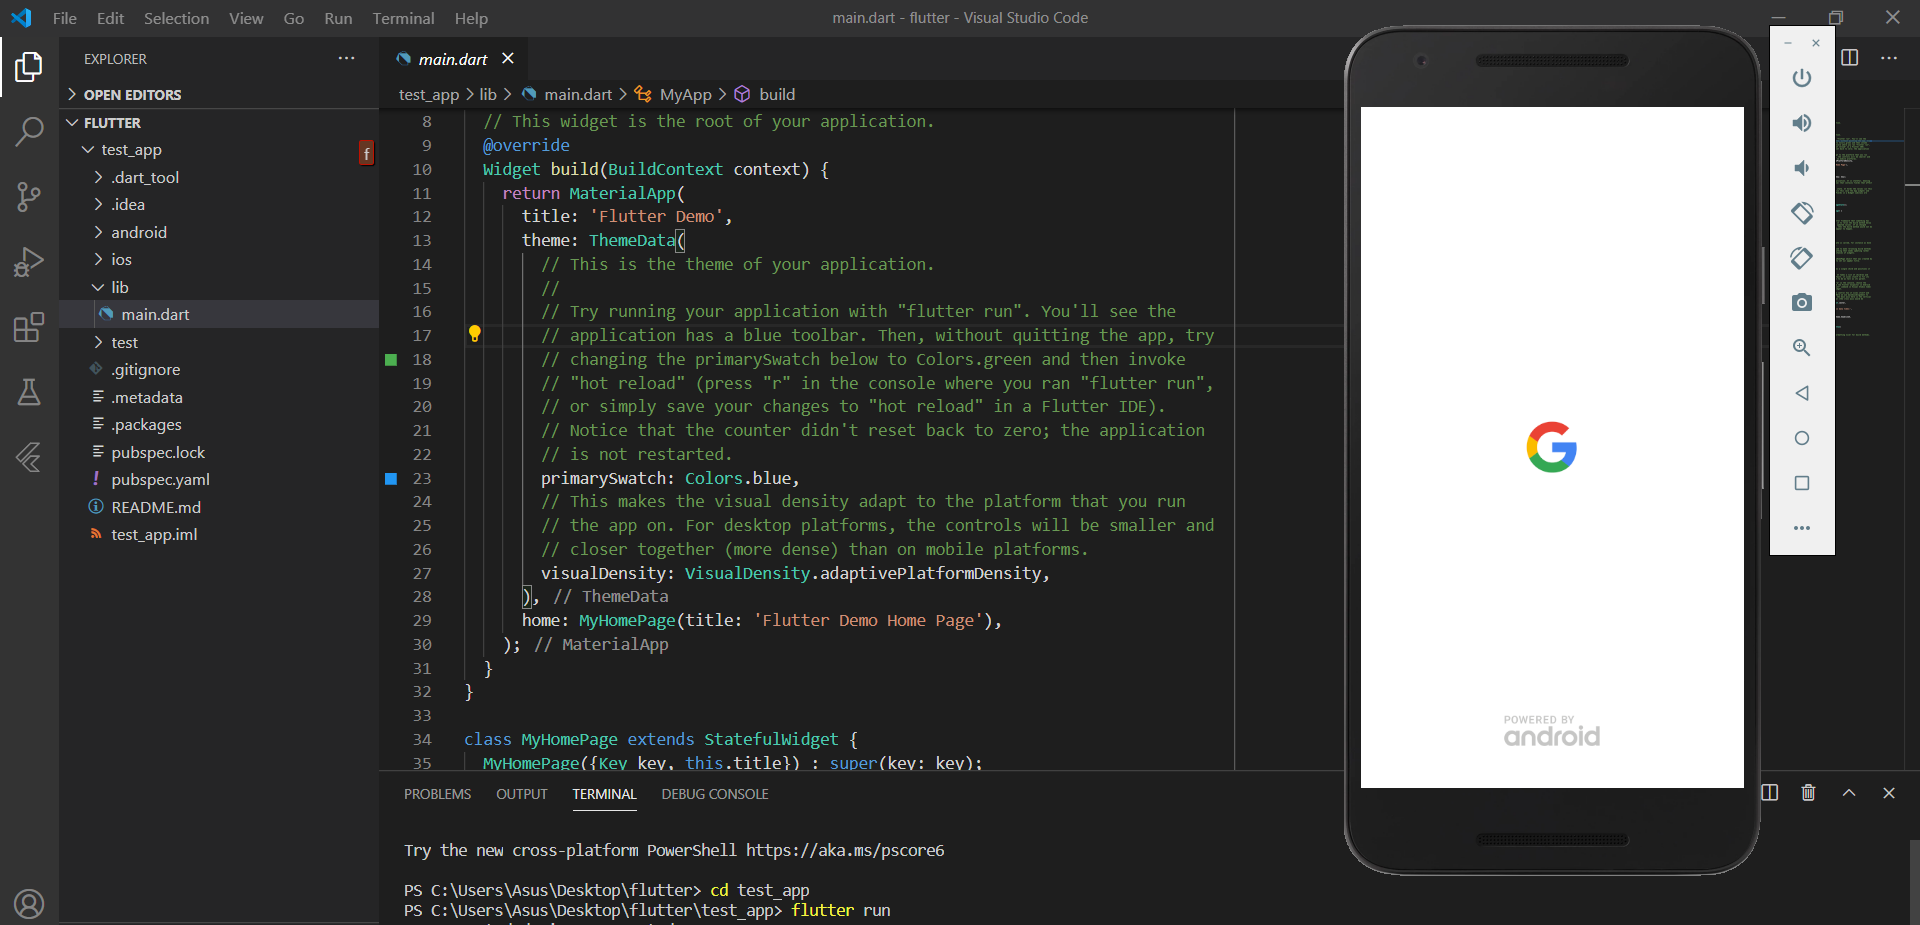 File Edit Selection View Go Run Terminal Help
main.dart - flutter - Visual Studio Code
EXPLORER
OPEN EDITORS
FLUTTER
test_app
f
.dart_tool
.idea
android
ios
lib
main.dart
test
.gitignore
.metadata
.packages
pubspec.lock
pubspec.yaml
README.md
test_app.iml
main.dart
test_app > lib > main.dart > MyApp > build
8 // This widget is the root of your application.
9 @override
10 Widget build(BuildContext context) {
11 return MaterialApp(
12 title: 'Flutter Demo',
13 theme: ThemeData(
14 // This is the theme of your application.
15 //
16 // Try running your application with "flutter run". You'll see the
17 // application has a blue toolbar. Then, without quitting the app, try
18 // changing the primarySwatch below to Colors.green and then invoke
19 // "hot reload" (press "r" in the console where you ran "flutter run",
20 // or simply save your changes to "hot reload" in a Flutter IDE).
21 // Notice that the counter didn't reset back to zero; the application
22 // is not restarted.
23 primarySwatch: Colors.blue,
24 // This makes the visual density adapt to the platform that you run
25 // the app on. For desktop platforms, the controls will be smaller and
26 // closer together (more dense) than on mobile platforms.
27 visualDensity: VisualDensity.adaptivePlatformDensity,
28 ), // ThemeData
29 home: MyHomePage(title: 'Flutter Demo Home Page'),
30 ); // MaterialApp
31 }
32 }
33
34 class MyHomePage extends StatefulWidget {
35 MyHomePage({Key key, this.title}) : super(key: key);
PROBLEMS OUTPUT TERMINAL DEBUG CONSOLE
Try the new cross-platform PowerShell https://aka.ms/pscore6
PS C:\Users\Asus\Desktop\flutter> cd test_app
PS C:\Users\Asus\Desktop\flutter\test_app> flutter run
G
POWERED BY
android